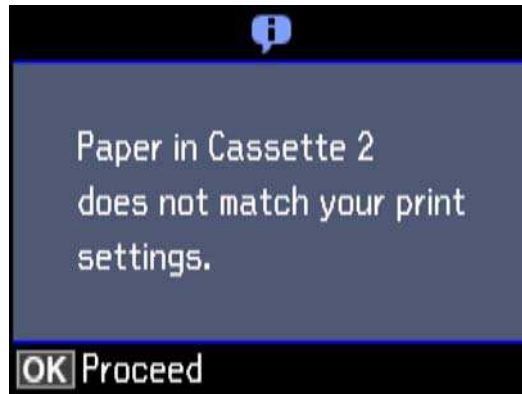 Paper in Cassette 2
does not match your print
settings.
OK Proceed